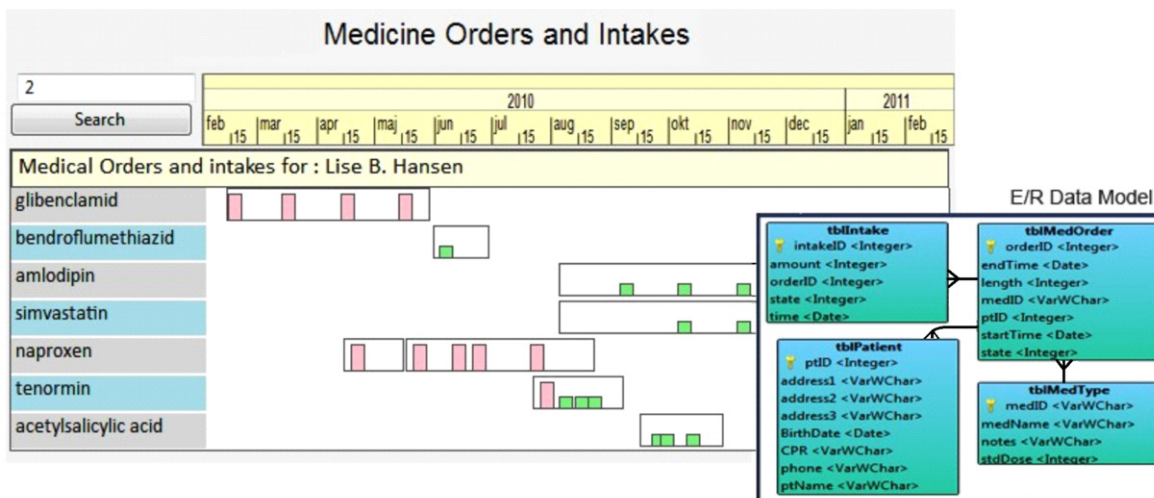 Medicine Orders and Intakes
2
Search
2010 2011
feb 15 mar 15 apr 15 maj 15 jun 15 jul 15 aug 15 sep 15 okt 15 nov 15 dec 15 jan 15 feb 15
Medical Orders and intakes for : Lise B. Hansen
glibenclamid
bendroflumethiazid
amlodipin
simvastatin
naproxen
tenormin
acetylsalicylic acid
E/R Data Model
tblIntake
intakeID <Integer>
amount <Integer>
orderID <Integer>
state <Integer>
time <Date>
tblMedOrder
orderID <Integer>
endTime <Date>
length <Integer>
medID <VarWChar>
ptID <Integer>
startTime <Date>
state <Integer>
tblPatient
ptID <Integer>
address1 <VarWChar>
address2 <VarWChar>
address3 <VarWChar>
BirthDate <Date>
CPR <VarWChar>
phone <VarWChar>
ptName <VarWChar>
tblMedType
medID <VarWChar>
medName <VarWChar>
notes <VarWChar>
stdDose <Integer>